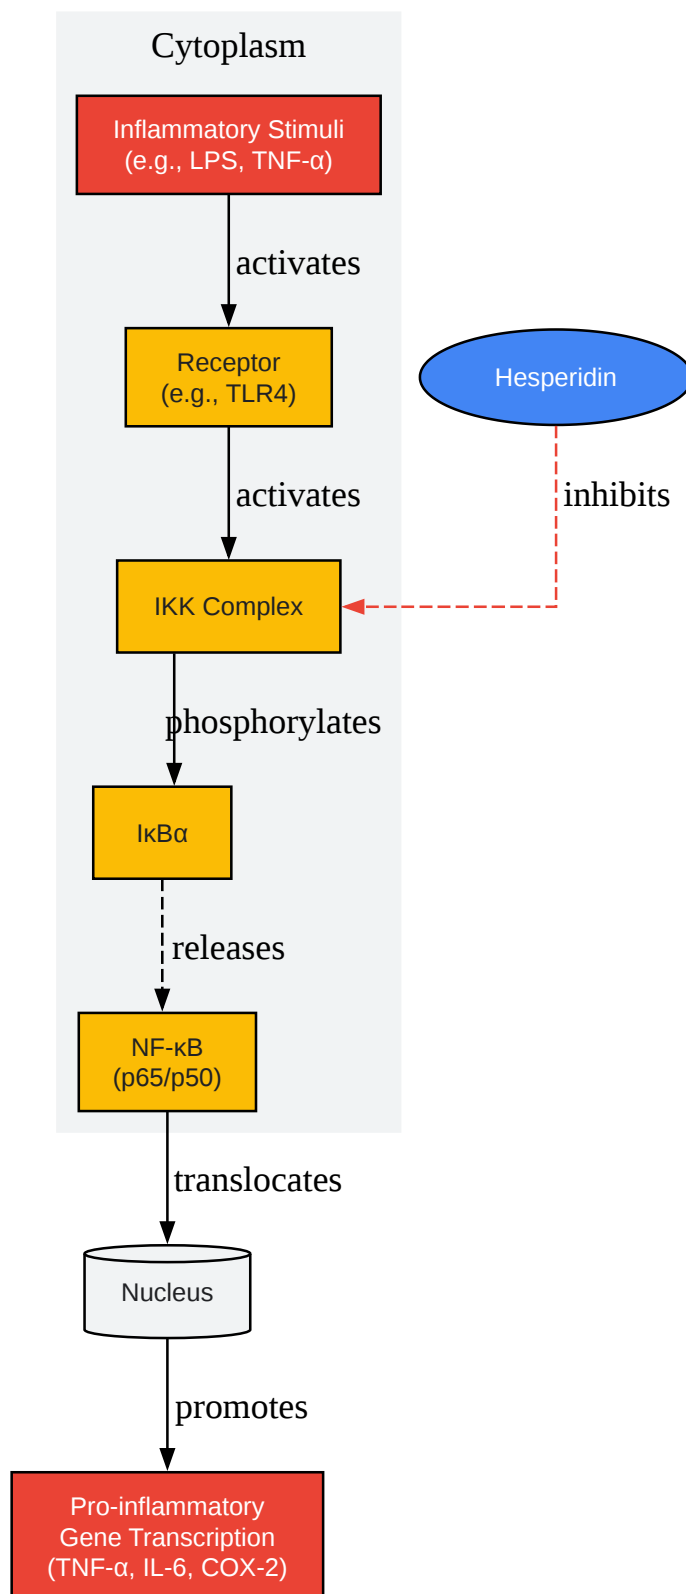 Cytoplasm
Inflammatory Stimuli
(e.g., LPS, TNF-α)
activates
Receptor
(e.g., TLR4)
Hesperidin
activates
inhibits
IKK Complex
phosphorylates
IκBα
releases
NF-κB
(p65/p50)
translocates
Nucleus
promotes
Pro-inflammatory
Gene Transcription
(TNF-α, IL-6, COX-2)